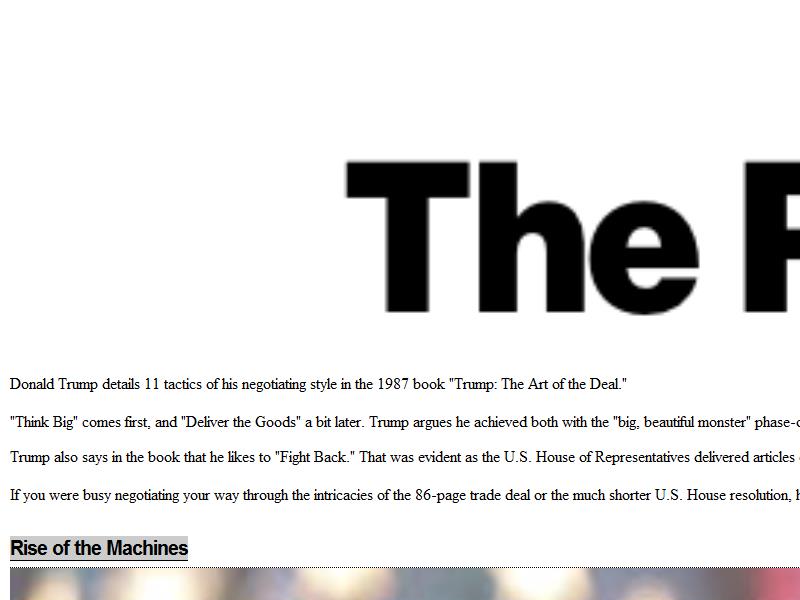 The
Donald Trump details 11 tactics of his negotiating style in the 1987 book "Trump: The Art of the Deal."
"Think Big" comes first, and "Deliver the Goods" a bit later. Trump argues he achieved both with the "big, beautiful monster"
Trump also says in the book that he likes to "Fight Back." That was evident as the U.S. House of Representatives delivered articles
If you were busy negotiating your way through the intricacies of the 86-page trade deal or the much shorter U.S. House resolution,
Rise of the Machines